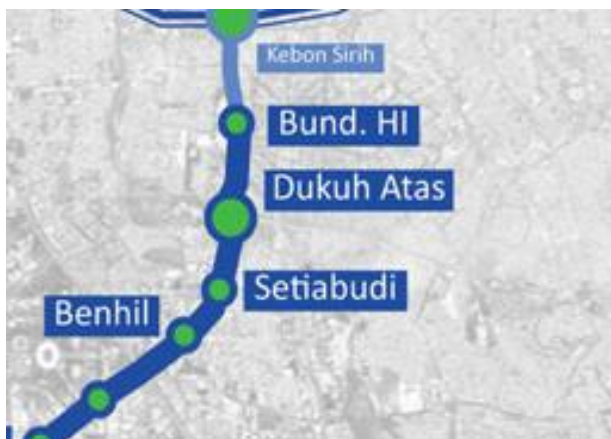 Kebon Sirih
Bund. HI
Dukuh Atas
Setiabudi
Benhil